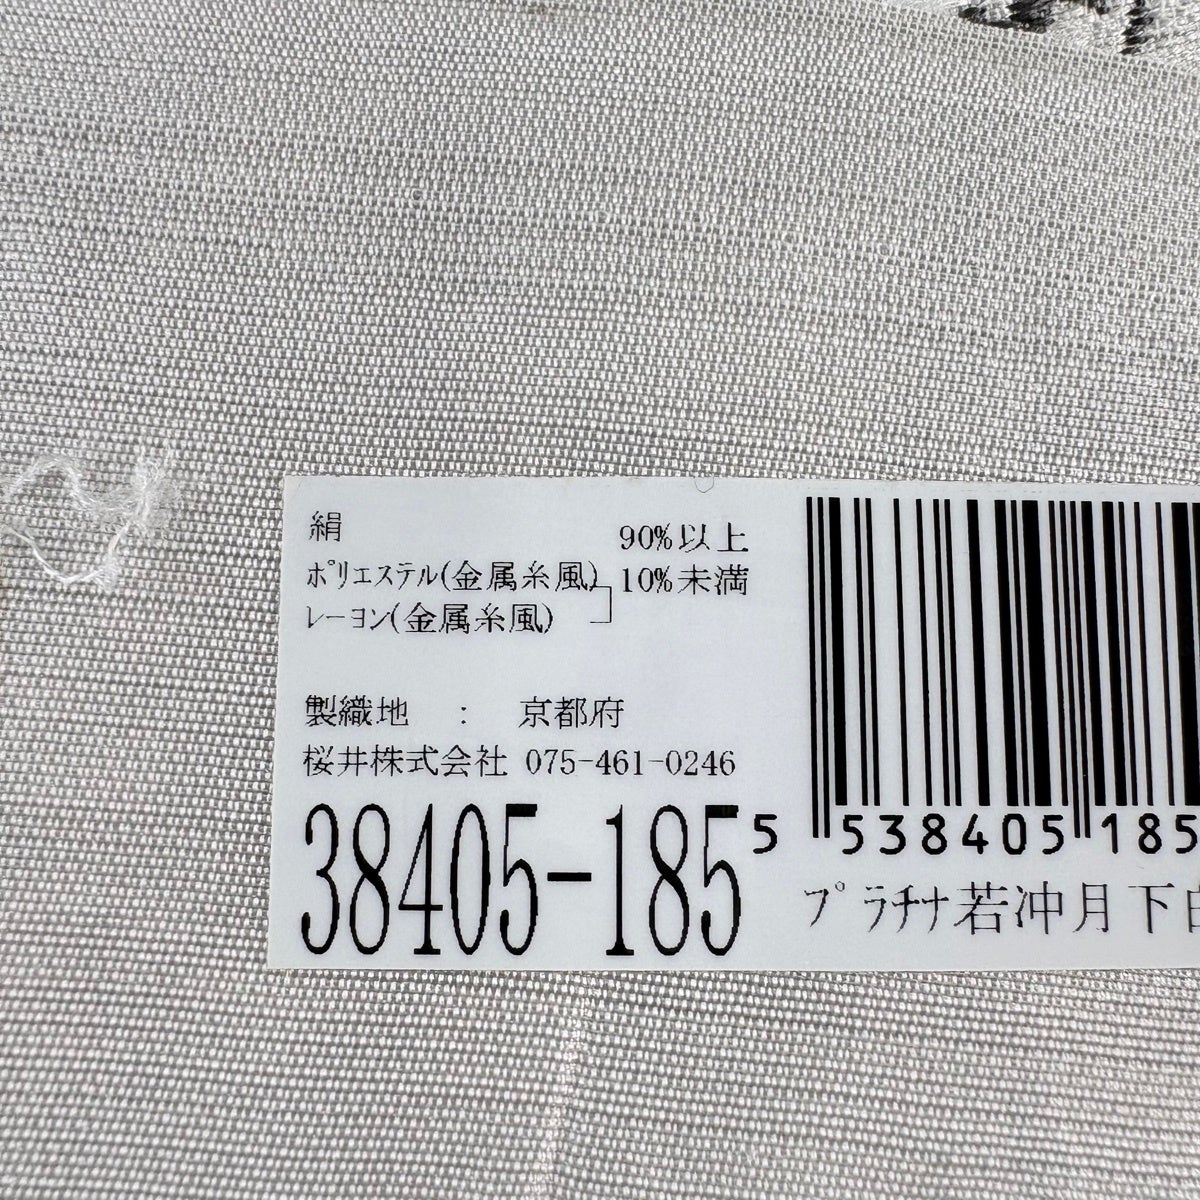 絹 90%以上
ポリエステル(金属糸風) 10%未満
レーヨン(金属糸風)
製織地 : 京都府
桜井株式会社 075-461-0246
38405-185
5 538405 185
プラチナ若冲月下白